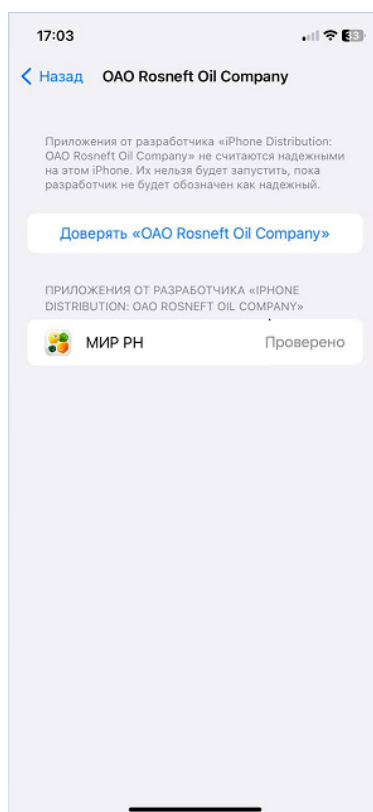 17:03
33
Назад
ОАО Rosneft Oil Company
Приложения от разработчика «iPhone Distribution:
OAO Rosneft Oil Company» не считаются надежными
на этом iPhone. Их нельзя будет запустить, пока
разработчик не будет обозначен как надежный.
Доверять «OAO Rosneft Oil Company»
ПРИЛОЖЕНИЯ ОТ РАЗРАБОТЧИКА «IPHONE
DISTRIBUTION: OAO ROSNEFT OIL COMPANY»
МИР РН
Проверено